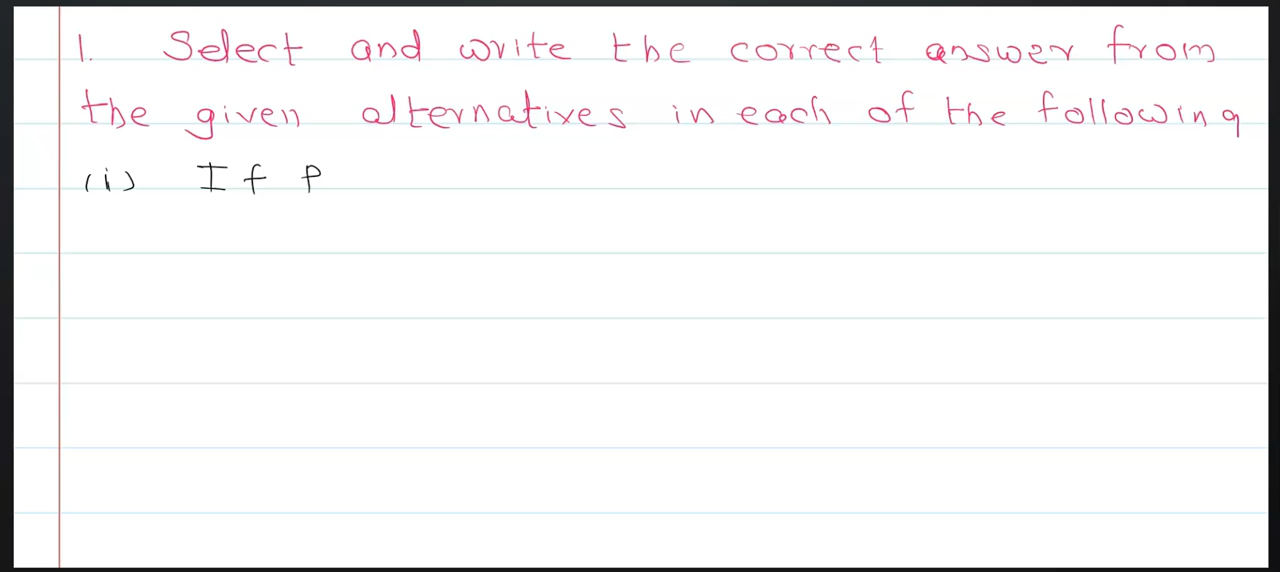 1. Select and write the correct answer from
the given alternatives in each of the following
(i) If p